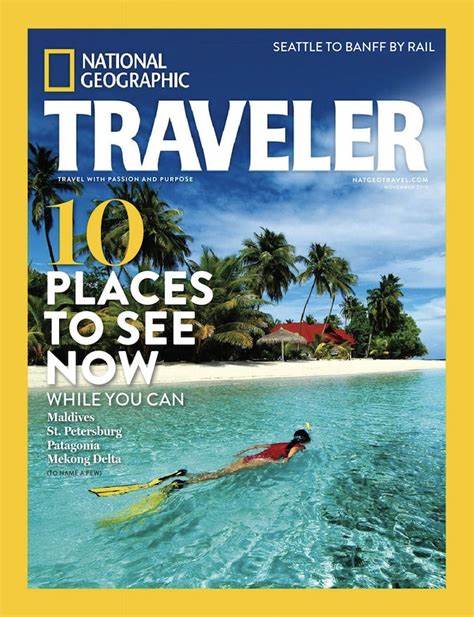 SEATTLE TO BANFF BY RAIL
NATIONAL
GEOGRAPHIC
TRAVELER
TRAVEL WITH PASSION AND PURPOSE
NATGEOTRAVEL.COM
10
PLACES
TO SEE
NOW
WHILE YOU CAN
Maldives
St. Petersburg
Patagonia
Mekong Delta
(TO NAME A FEW)